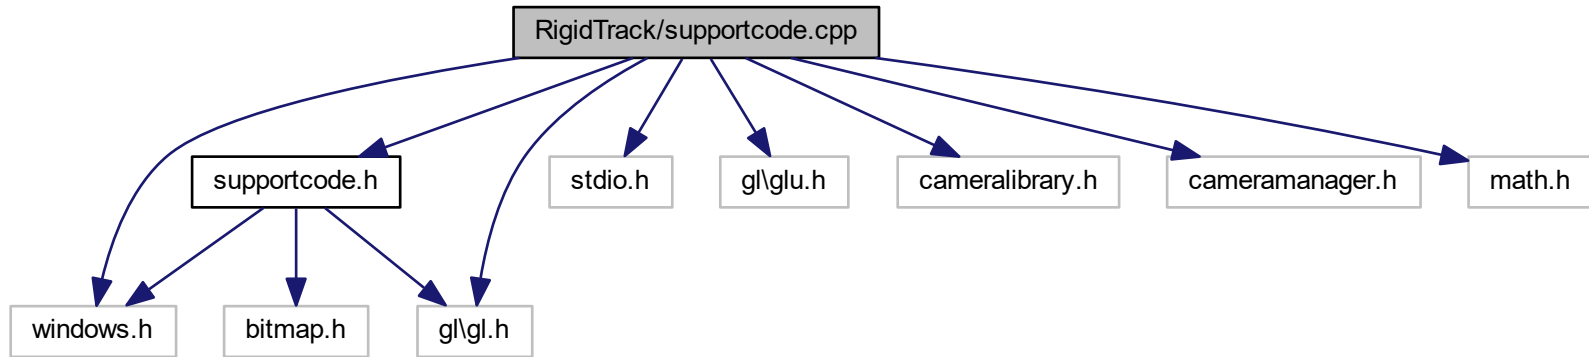 RigidTrack/supportcode.cpp
supportcode.h
stdio.h
gl\glu.h
cameralibrary.h
cameramanager.h
math.h
windows.h
bitmap.h
gl\gl.h